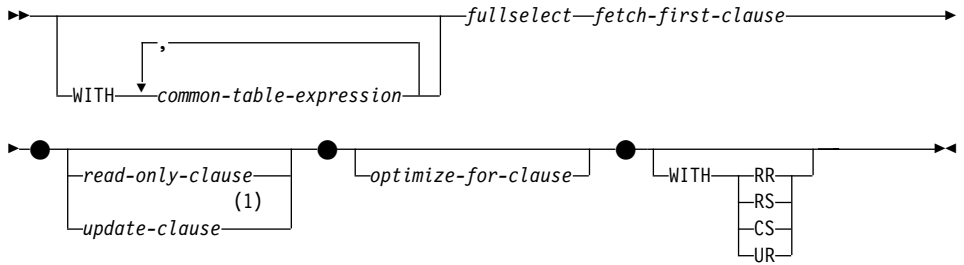 fullselect fetch-first-clause
,
WITH common-table-expression
read-only-clause optimize-for-clause WITH RR
(1) RS
update-clause CS
UR